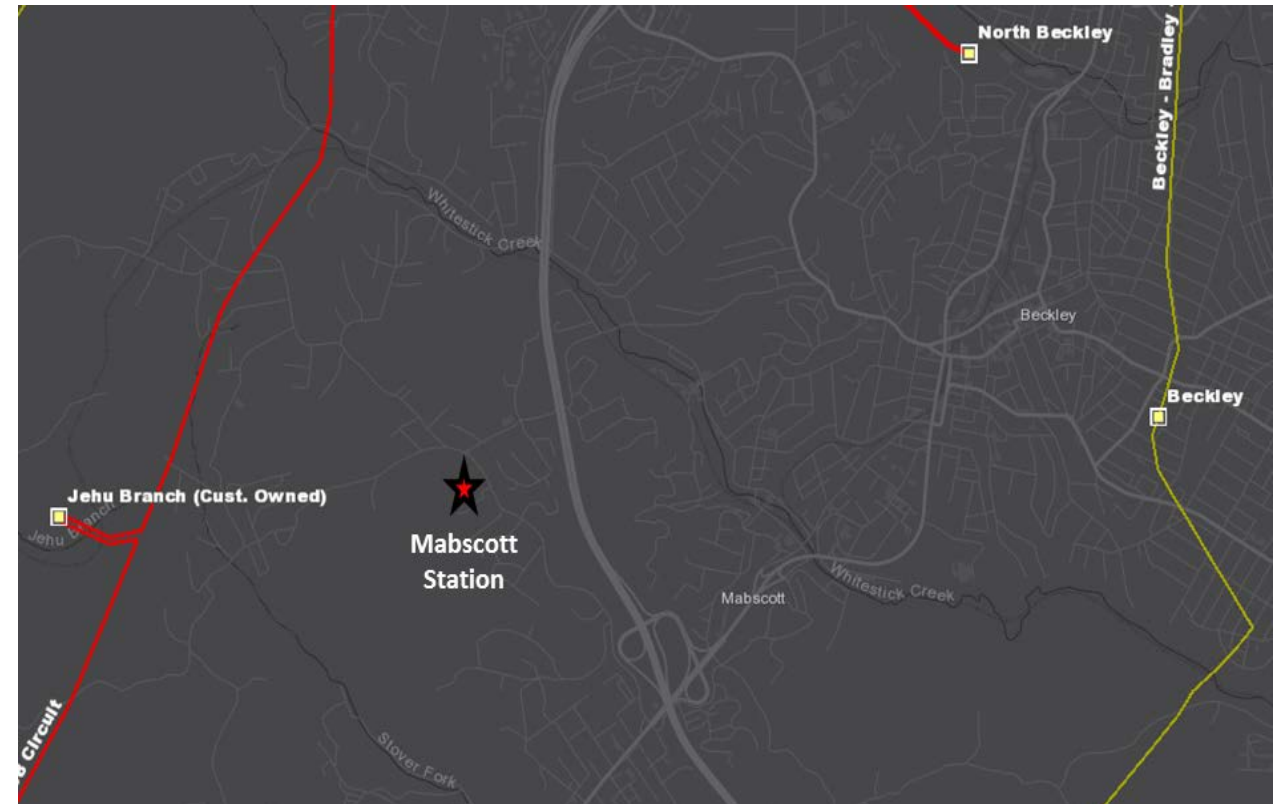 North Beckley
Beckley - Bradley -
Whitestick Creek
Beckley
Beckley
Jehu Branch (Cust. Owned)
Jehu Branch
Mabscott
Station
Mabscott
Whitestick Creek
Circuit
Stover Fork